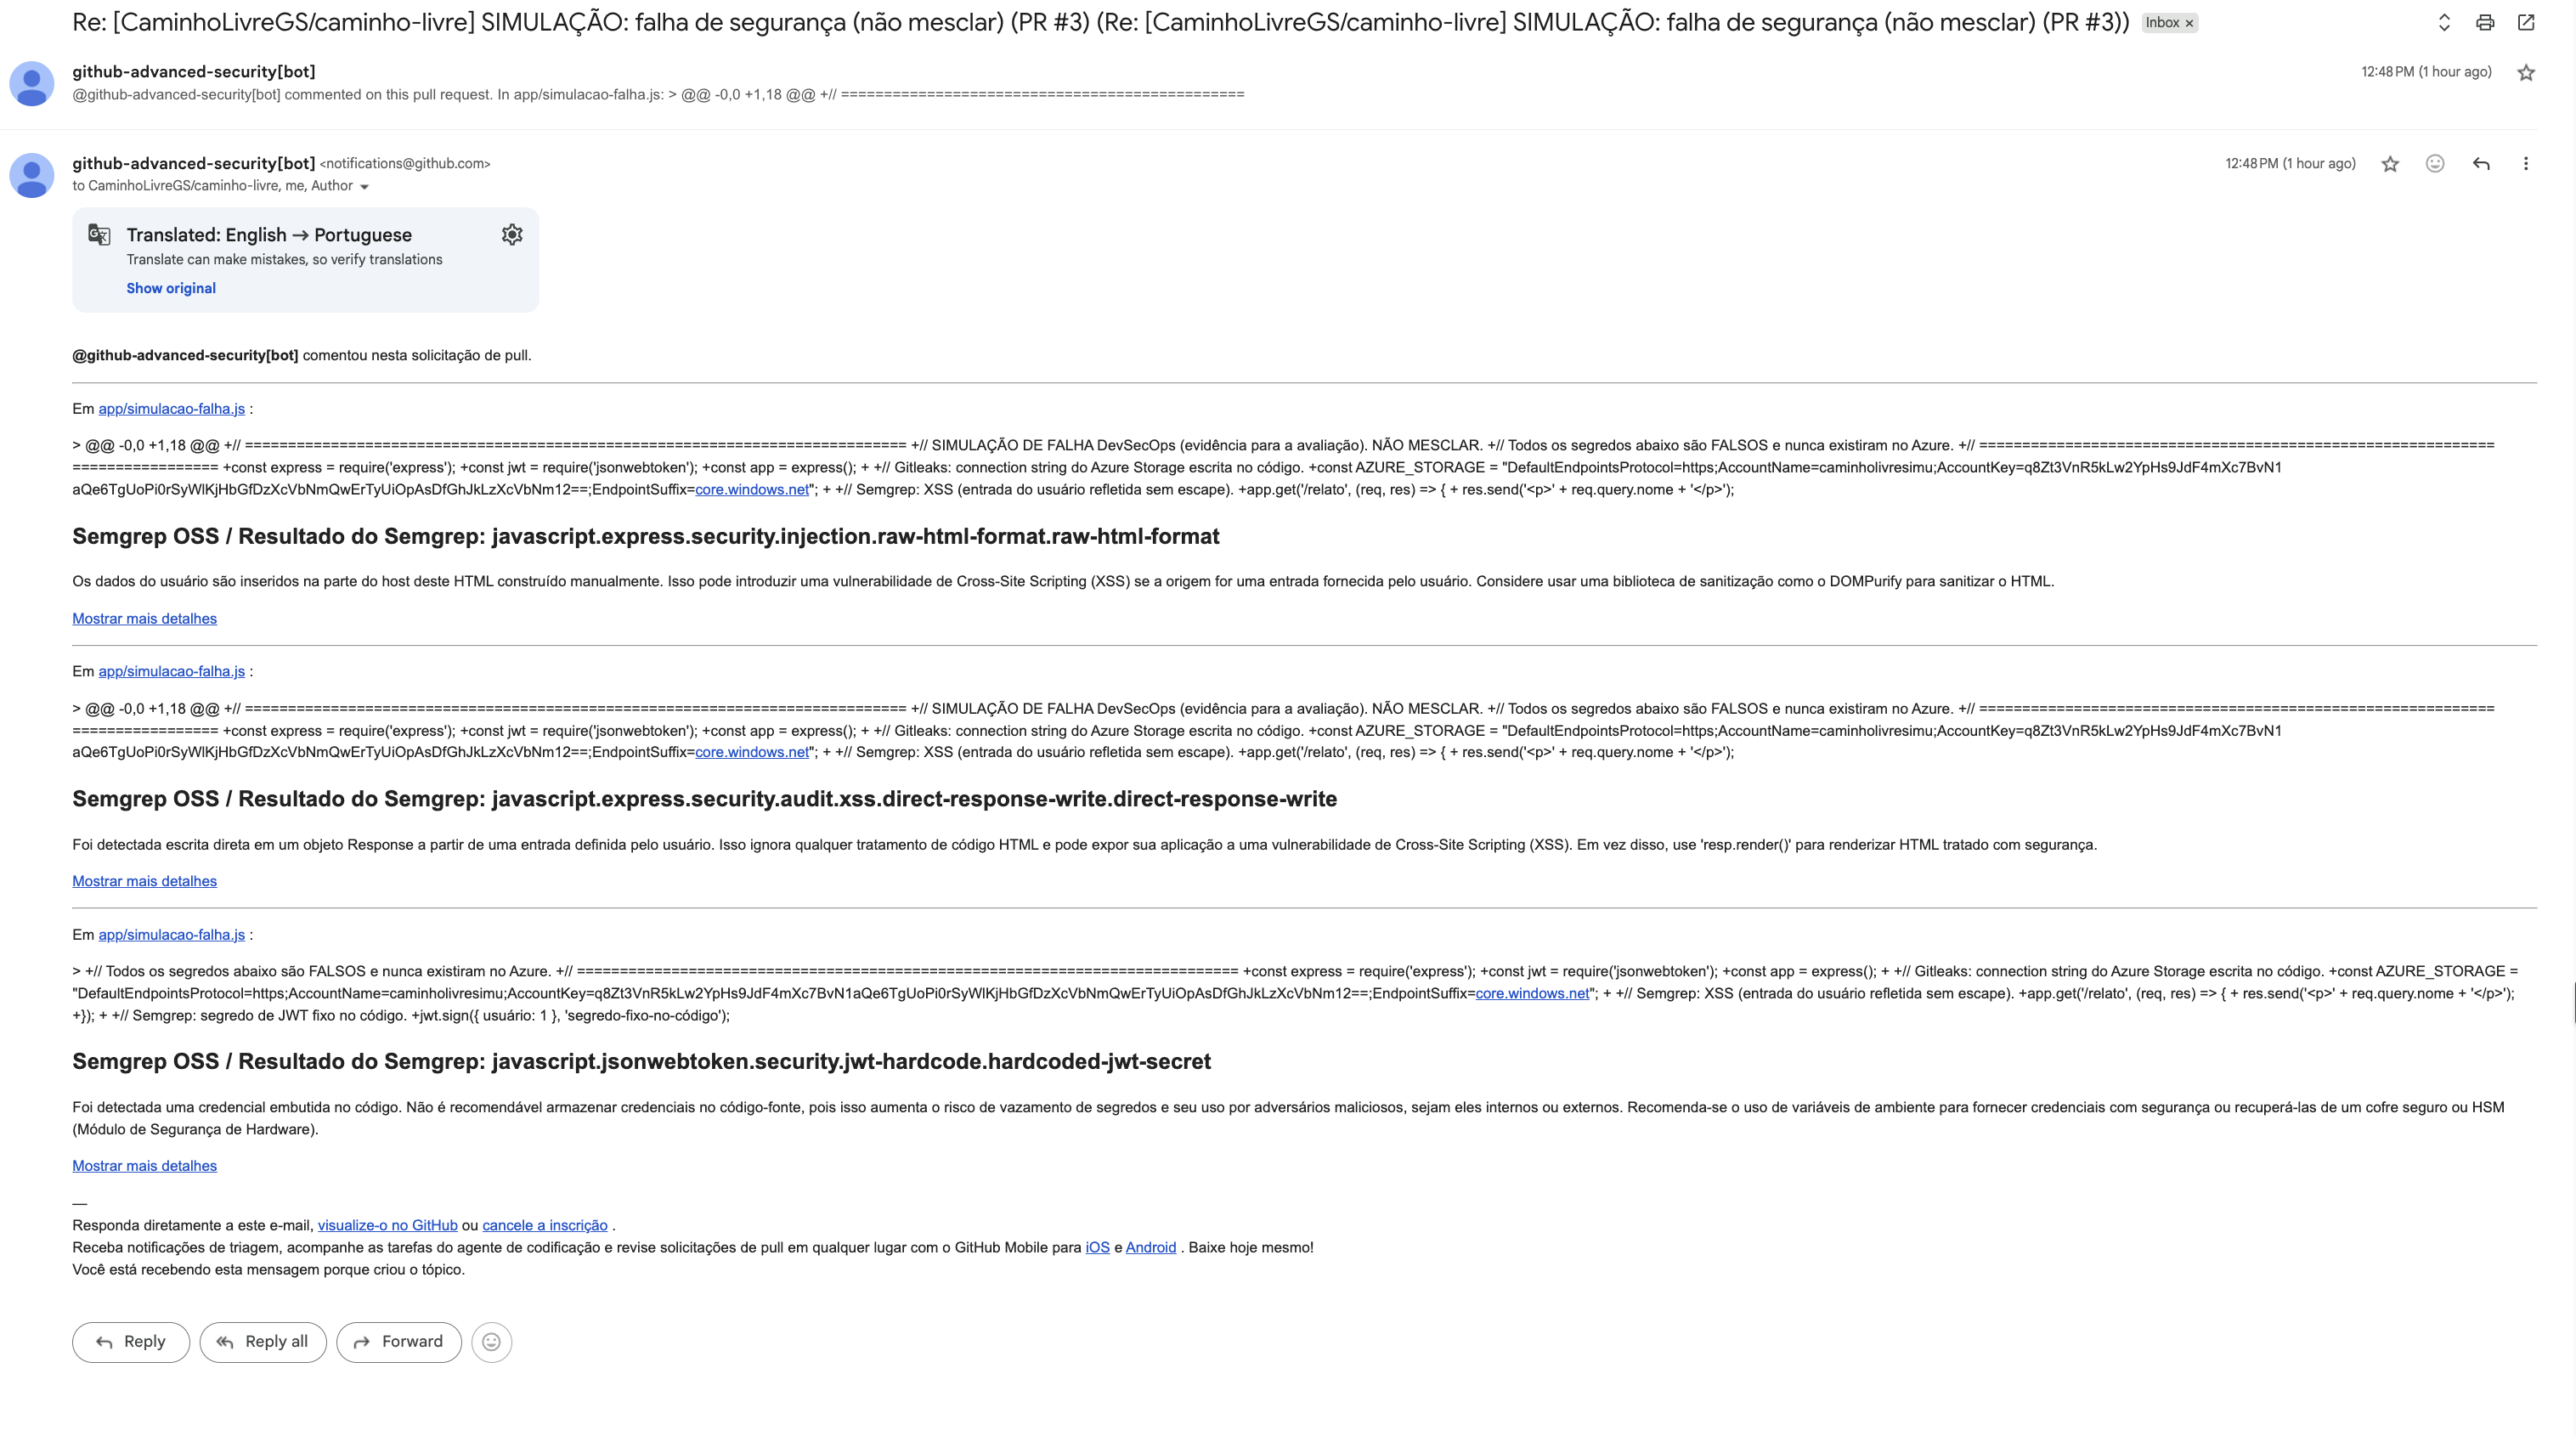 Re: [CaminhoLivreGS/caminho-livre] SIMULAÇÃO: falha de segurança (não mesclar) (PR #3) (Re: [CaminhoLivreGS/caminho-livre] SIMULAÇÃO: falha de segurança (não mesclar) (PR #3)) Inbox ×
github-advanced-security[bot] 12:48 PM (1 hour ago)
@github-advanced-security[bot] commented on this pull request. In app/simulacao-falha.js: > @@ -0,0 +1,18 @@ +// ===============================================
github-advanced-security[bot] <notifications@github.com> 12:48 PM (1 hour ago)
to CaminhoLivreGS/caminho-livre, me, Author
Translated: English → Portuguese
Translate can make mistakes, so verify translations
Show original
@github-advanced-security[bot] comentou nesta solicitação de pull.
Em app/simulacao-falha.js :
> @@ -0,0 +1,18 @@ +// ============================================================================= +// SIMULAÇÃO DE FALHA DevSecOps (evidência para a avaliação). NÃO MESCLAR. +// Todos os segredos abaixo são FALSOS e nunca existiram no Azure. +// ============================================================
================= +const express = require('express'); +const jwt = require('jsonwebtoken'); +const app = express(); + +// Gitleaks: connection string do Azure Storage escrita no código. +const AZURE_STORAGE = "DefaultEndpointsProtocol=https;AccountName=caminholivresimu;AccountKey=q8Zt3VnR5kLw2YpHs9JdF4mXc7BvN1
aQe6TgUoPi0rSyWlKjHbGfDzXcVbNmQwErTyUiOpAsDfGhJkLzXcVbNm12==;EndpointSuffix=core.windows.net"; + +// Semgrep: XSS (entrada do usuário refletida sem escape). +app.get('/relato', (req, res) => { + res.send('<p>' + req.query.nome + '</p>');
Semgrep OSS / Resultado do Semgrep: javascript.express.security.injection.raw-html-format.raw-html-format
Os dados do usuário são inseridos na parte do host deste HTML construído manualmente. Isso pode introduzir uma vulnerabilidade de Cross-Site Scripting (XSS) se a origem for uma entrada fornecida pelo usuário. Considere usar uma biblioteca de sanitização como o DOMPurify para sanitizar o HTML.
Mostrar mais detalhes
Em app/simulacao-falha.js :
> @@ -0,0 +1,18 @@ +// ============================================================================= +// SIMULAÇÃO DE FALHA DevSecOps (evidência para a avaliação). NÃO MESCLAR. +// Todos os segredos abaixo são FALSOS e nunca existiram no Azure. +// ============================================================
================= +const express = require('express'); +const jwt = require('jsonwebtoken'); +const app = express(); + +// Gitleaks: connection string do Azure Storage escrita no código. +const AZURE_STORAGE = "DefaultEndpointsProtocol=https;AccountName=caminholivresimu;AccountKey=q8Zt3VnR5kLw2YpHs9JdF4mXc7BvN1
aQe6TgUoPi0rSyWlKjHbGfDzXcVbNmQwErTyUiOpAsDfGhJkLzXcVbNm12==;EndpointSuffix=core.windows.net"; + +// Semgrep: XSS (entrada do usuário refletida sem escape). +app.get('/relato', (req, res) => { + res.send('<p>' + req.query.nome + '</p>');
Semgrep OSS / Resultado do Semgrep: javascript.express.security.audit.xss.direct-response-write.direct-response-write
Foi detectada escrita direta em um objeto Response a partir de uma entrada definida pelo usuário. Isso ignora qualquer tratamento de código HTML e pode expor sua aplicação a uma vulnerabilidade de Cross-Site Scripting (XSS). Em vez disso, use 'resp.render()' para renderizar HTML tratado com segurança.
Mostrar mais detalhes
Em app/simulacao-falha.js :
> +// Todos os segredos abaixo são FALSOS e nunca existiram no Azure. +// ============================================================================= +const express = require('express'); +const jwt = require('jsonwebtoken'); +const app = express(); + +// Gitleaks: connection string do Azure Storage escrita no código. +const AZURE_STORAGE =
"DefaultEndpointsProtocol=https;AccountName=caminholivresimu;AccountKey=q8Zt3VnR5kLw2YpHs9JdF4mXc7BvN1aQe6TgUoPi0rSyWlKjHbGfDzXcVbNmQwErTyUiOpAsDfGhJkLzXcVbNm12==;EndpointSuffix=core.windows.net"; + +// Semgrep: XSS (entrada do usuário refletida sem escape). +app.get('/relato', (req, res) => { + res.send('<p>' + req.query.nome + '</p>');
+}); + +// Semgrep: segredo de JWT fixo no código. +jwt.sign({ usuário: 1 }, 'segredo-fixo-no-código');
Semgrep OSS / Resultado do Semgrep: javascript.jsonwebtoken.security.jwt-hardcode.hardcoded-jwt-secret
Foi detectada uma credencial embutida no código. Não é recomendável armazenar credenciais no código-fonte, pois isso aumenta o risco de vazamento de segredos e seu uso por adversários maliciosos, sejam eles internos ou externos. Recomenda-se o uso de variáveis de ambiente para fornecer credenciais com segurança ou recuperá-las de um cofre seguro ou HSM
(Módulo de Segurança de Hardware).
Mostrar mais detalhes
—
Responda diretamente a este e-mail, visualize-o no GitHub ou cancele a inscrição .
Receba notificações de triagem, acompanhe as tarefas do agente de codificação e revise solicitações de pull em qualquer lugar com o GitHub Mobile para iOS e Android . Baixe hoje mesmo!
Você está recebendo esta mensagem porque criou o tópico.
Reply Reply all Forward